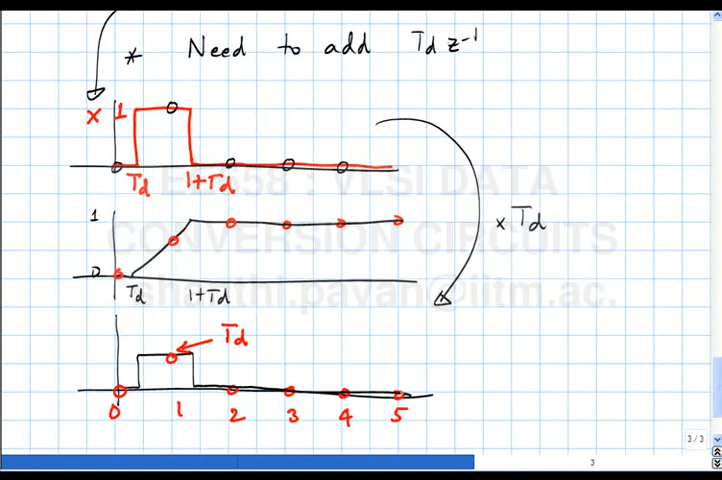 * Need to add Td z-1
x 1
Td 1+Td
EE658 : VLSI DATA
1
x Td
CONVERSION CIRCUITS
0
Td 1+Td
shanthi.pavan@iitm.ac.
Td
0 1 2 3 4 5
3/3
3